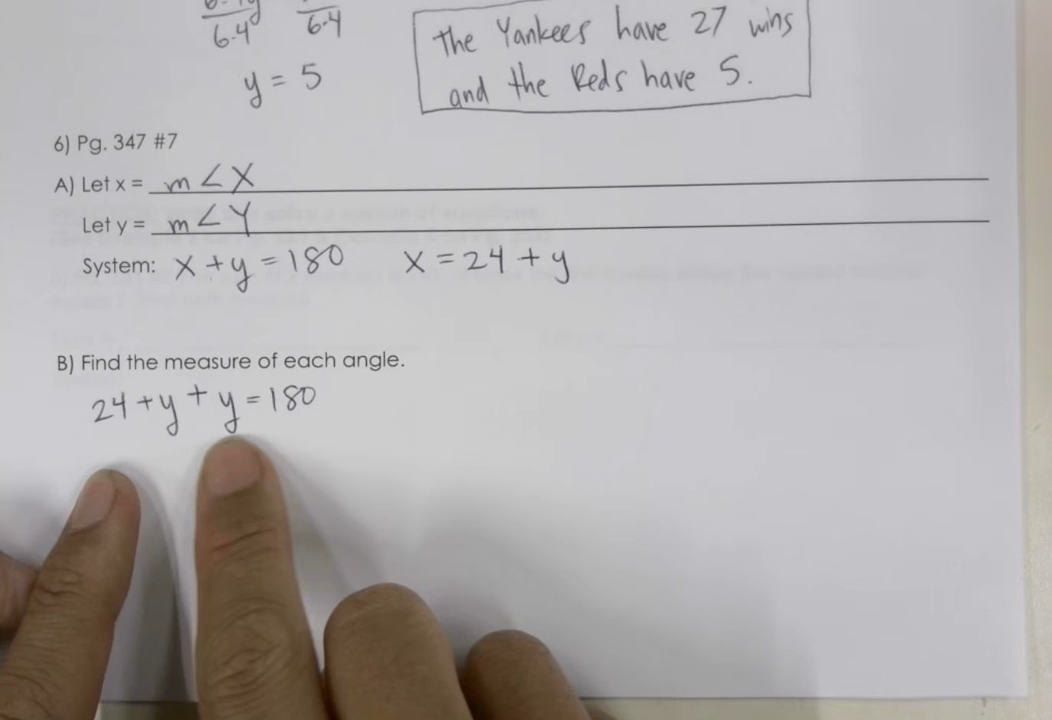 6.4 6.4
y = 5
The Yankees have 27 wins
and the Reds have 5.
6) Pg. 347 #7
A) Let x = m∠X
Let y = m∠Y
System: x + y = 180 x = 24 + y
B) Find the measure of each angle.
24 + y + y = 180